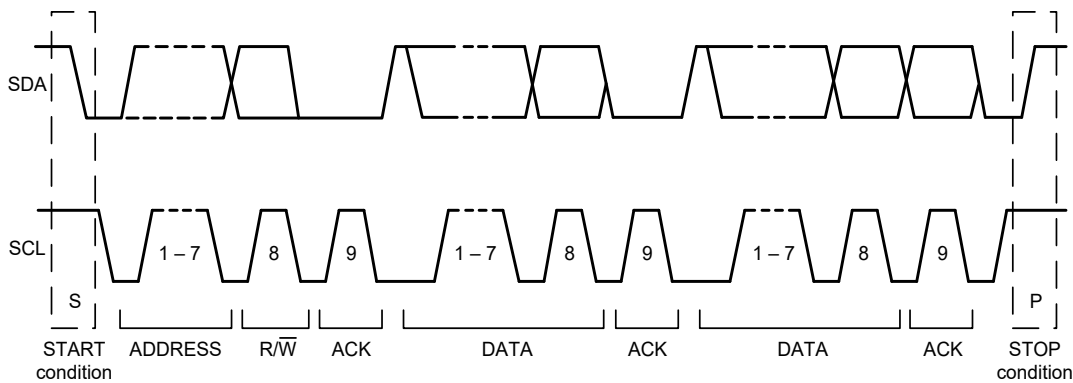 SDA
SCL
1 – 7
8
9
1 – 7
8
9
1 – 7
8
9
S
P
START
condition
ADDRESS
R/W̅
ACK
DATA
ACK
DATA
ACK
STOP
condition